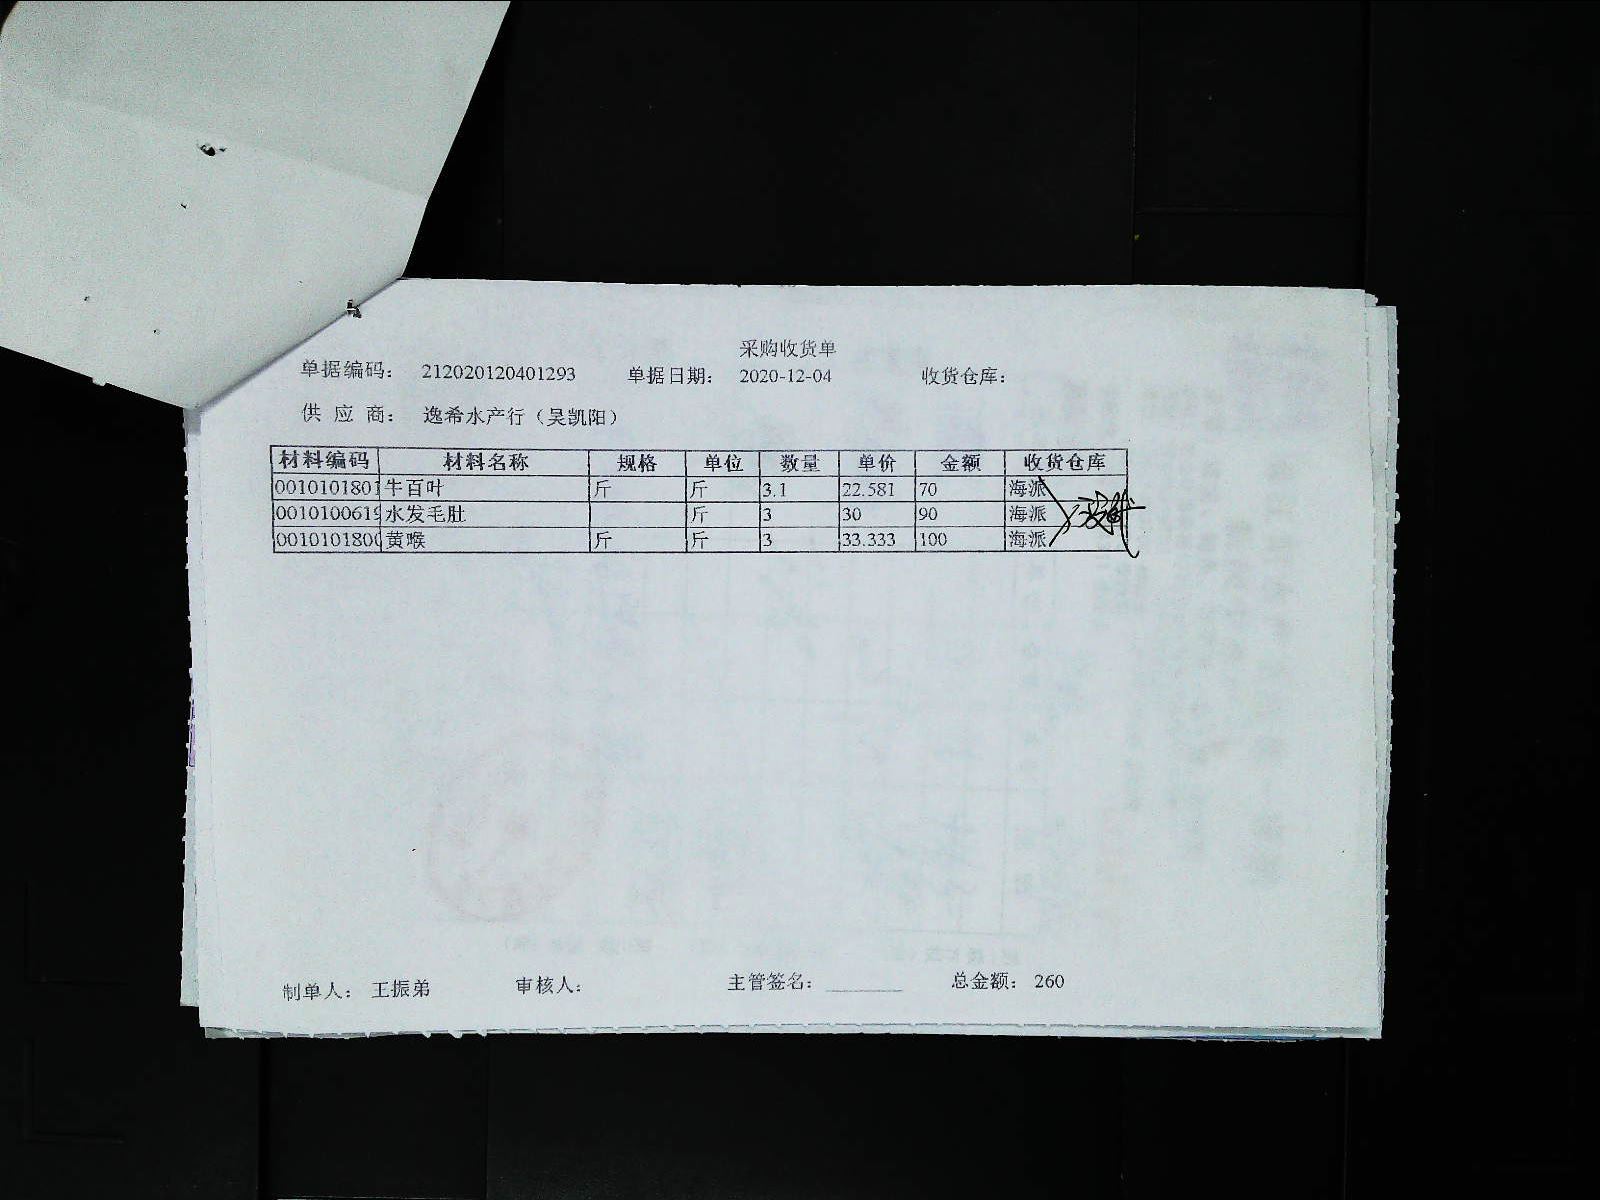 采购收货单
单据编码： 212020120401293 单据日期： 2020-12-04 收货仓库：
供 应 商： 逸希水产行（吴凯阳）
材料编码 材料名称 规格 单位 数量 单价 金额 收货仓库
0010101801 牛百叶 斤 斤 3.1 22.581 70 海派
001010061 水发毛肚 斤 3 30 90 海派
001010180 黄喉 斤 斤 3 33.333 100 海派
制单人： 王振弟 审核人： 主管签名： 总金额： 260